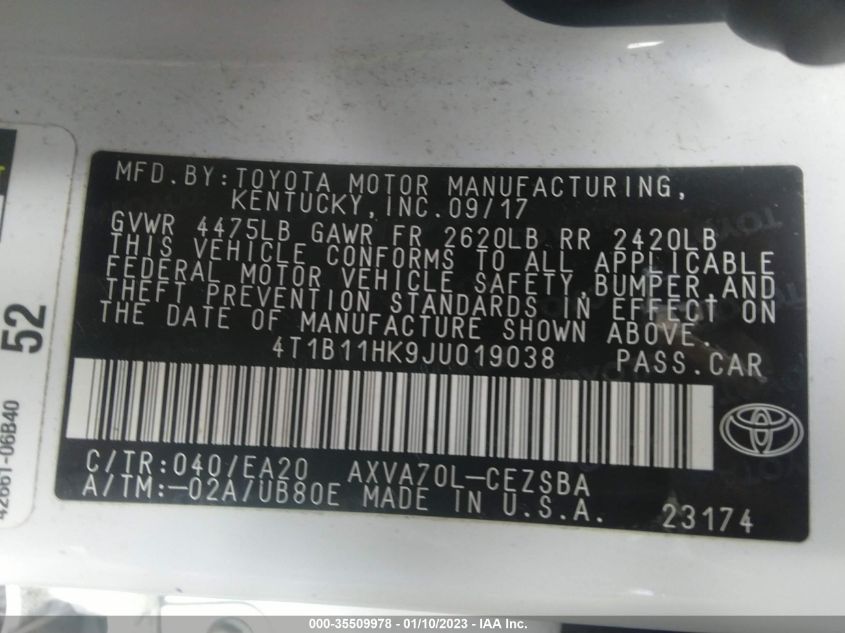 MFD.BY:TOYOTA MOTOR MANUFACTURING,
KENTUCKY,INC.09/17
GVWR 4475LB GAWR FR 2620LB RR 2420LB
THIS VEHICLE CONFORMS TO ALL APPLICABLE
FEDERAL MOTOR VEHICLE SAFETY,BUMPER,AND
THEFT PREVENTION STANDARDS IN EFFECT ON
THE DATE OF MANUFACTURE SHOWN ABOVE.
4T1B11HK9JU019038 PASS.CAR
C/TR:040/EA20 AXVA70L-CEZSBA
A/TM:-02A/UB80E MADE IN U.S.A. 23174
52
42661-06B40
000-35509978 - 01/10/2023 - IAA Inc.